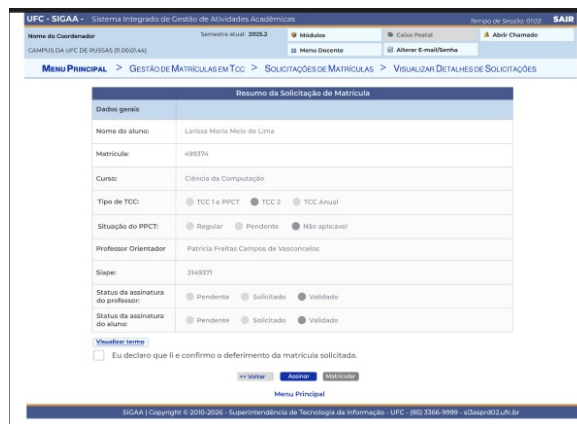 UFC - SIGAA - Sistema Integrado de Gestão de Atividades Acadêmicas Tempo de Sessão: 01:03 SAIR
Nome do Coordenador Semestre atual: 2025.2 Módulos Caixa Postal Abrir Chamado
CAMPUS DA UFC DE RUSSAS (11.00.01.44) Menu Docente Alterar E-mail/Senha
MENU PRINCIPAL > GESTÃO DE MATRÍCULAS EM TCC > SOLICITAÇÕES DE MATRÍCULAS > VISUALIZAR DETALHES DE SOLICITAÇÕES
Resumo da Solicitação de Matrícula
Dados gerais
Nome do aluno: Larissa Maria Melo de Lima
Matrícula: 499374
Curso: Ciência da Computação
Tipo de TCC: TCC 1 e PPCT TCC 2 TCC Anual
Situação do PPCT: Regular Pendente Não aplicável
Professor Orientador Patrícia Freitas Campos de Vasconcelos
Siape: 3149371
Status da assinatura do professor: Pendente Solicitado Validado
Status da assinatura do aluno: Pendente Solicitado Validado
Visualizar termo
Eu declaro que li e confirmo o deferimento da matrícula solicitada.
<< Voltar Assinar Matricular
Menu Principal
SIGAA | Copyright © 2010-2026 - Superintendência de Tecnologia da Informação - UFC - (85) 3366-9999 - si3asprd02.ufc.br